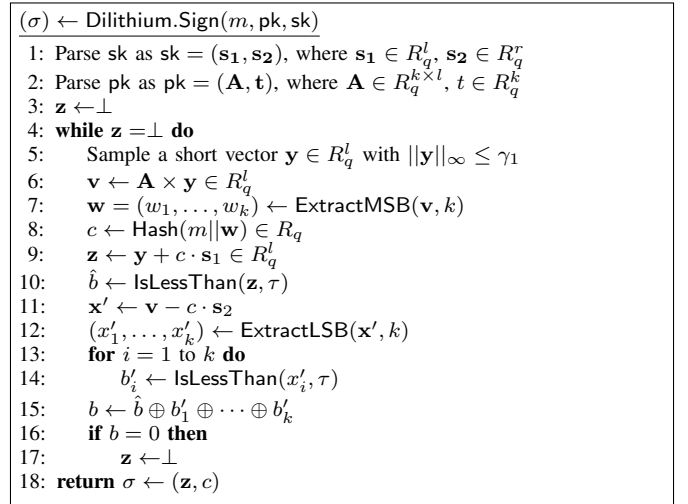 (σ) ← Dilithium.Sign(m, pk, sk)
1: Parse sk as sk = (s₁, s₂), where s₁ ∈ R_q^l, s₂ ∈ R_q^r
2: Parse pk as pk = (A, t), where A ∈ R_q^{k×l}, t ∈ R_q^k
3: z ←⊥
4: while z =⊥ do
5: Sample a short vector y ∈ R_q^l with ||y||_∞ ≤ γ₁
6: v ← A × y ∈ R_q^l
7: w = (w₁, . . . , w_k) ← ExtractMSB(v, k)
8: c ← Hash(m||w) ∈ R_q
9: z ← y + c · s₁ ∈ R_q^l
10: b̂ ← IsLessThan(z, τ)
11: x′ ← v − c · s₂
12: (x′₁, . . . , x′_k) ← ExtractLSB(x′, k)
13: for i = 1 to k do
14: b′_i ← IsLessThan(x′_i, τ)
15: b ← b̂ ⊕ b′₁ ⊕ · · · ⊕ b′_k
16: if b = 0 then
17: z ←⊥
18: return σ ← (z, c)